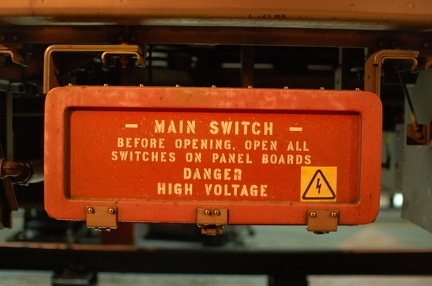 — MAIN SWITCH —
BEFORE OPENING, OPEN ALL
SWITCHES ON PANEL BOARDS
DANGER
HIGH VOLTAGE